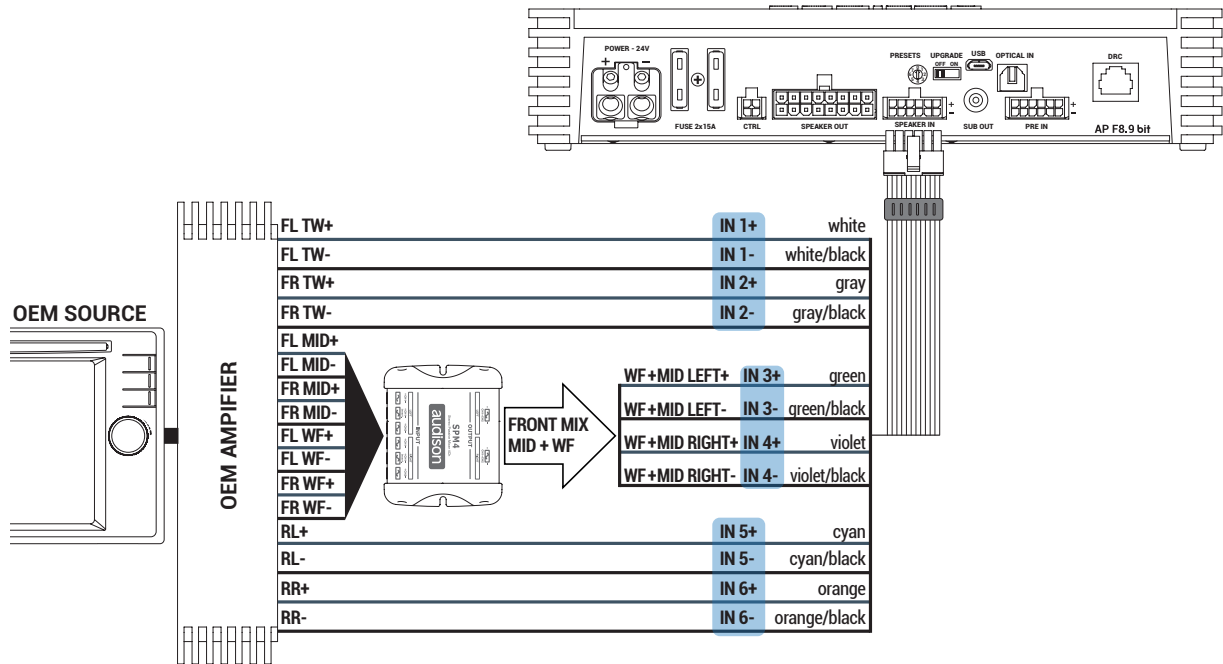 POWER - 24V
+ -
FUSE 2x15A
CTRL
SPEAKER OUT
PRESETS
UPGRADE
OFF ON
USB
OPTICAL IN
DRC
SPEAKER IN
+
-
SUB OUT
PRE IN
+
-
AP F8.9 bit
OEM SOURCE
OEM AMPIFIER
FL TW+ IN 1+ white
FL TW- IN 1- white/black
FR TW+ IN 2+ gray
FR TW- IN 2- gray/black
FL MID+
FL MID-
FR MID+
FR MID-
FL WF+
FL WF-
FR WF+
FR WF-
audison
SPM4
INPUT
OUTPUT
FRONT MIX
MID + WF
WF+MID LEFT+ IN 3+ green
WF+MID LEFT- IN 3- green/black
WF+MID RIGHT+ IN 4+ violet
WF+MID RIGHT- IN 4- violet/black
RL+ IN 5+ cyan
RL- IN 5- cyan/black
RR+ IN 6+ orange
RR- IN 6- orange/black